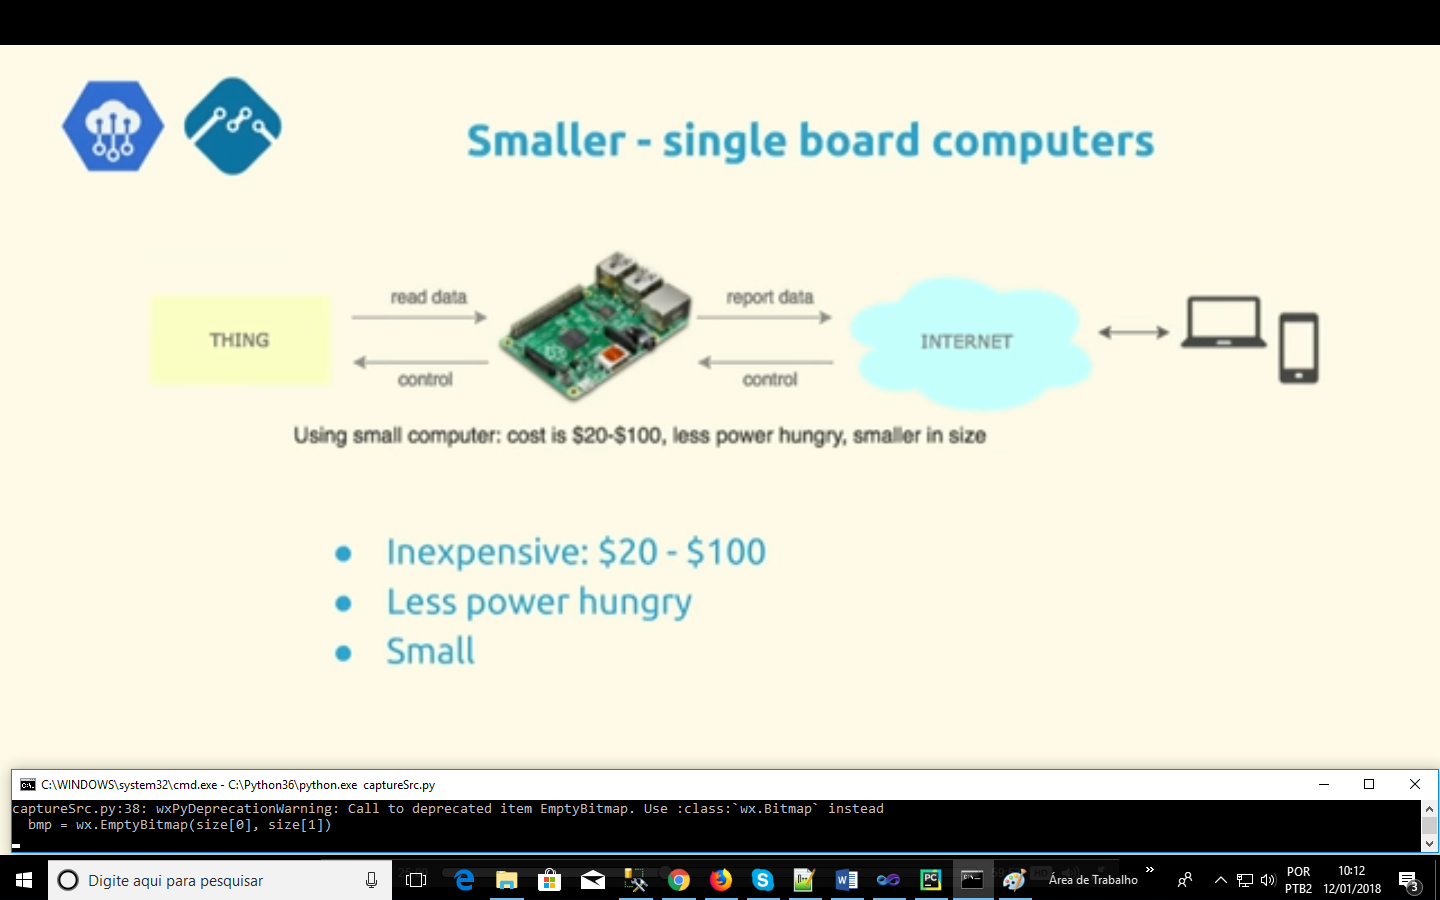 Smaller - single board computers
THING
read data
control
report data
control
INTERNET
Using small computer: cost is $20-$100, less power hungry, smaller in size
● Inexpensive: $20 - $100
● Less power hungry
● Small
C:\WINDOWS\system32\cmd.exe - C:\Python36\python.exe captureSrc.py
captureSrc.py:38: wxPyDeprecationWarning: Call to deprecated item EmptyBitmap. Use :class:`wx.Bitmap` instead
bmp = wx.EmptyBitmap(size[0], size[1])
Digite aqui para pesquisar
Área de Trabalho
POR
PTB2
10:12
12/01/2018
3